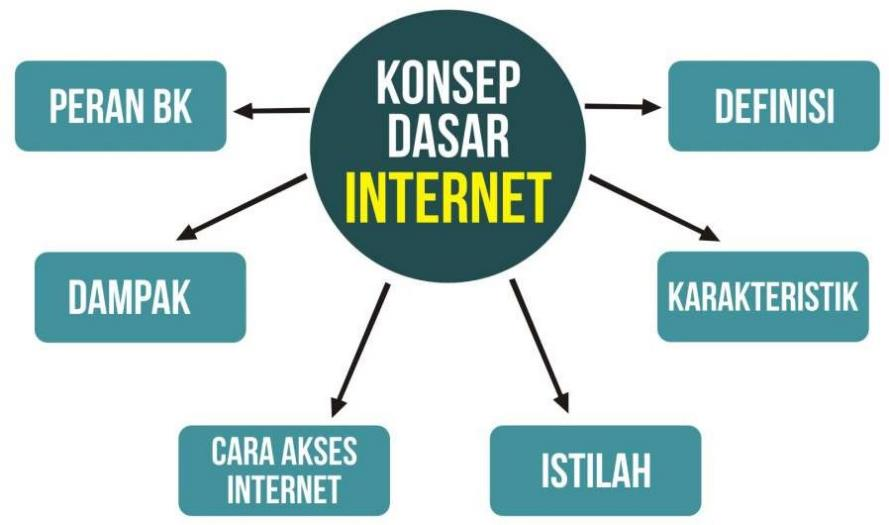 KONSEP
DASAR
INTERNET
PERAN BK
DEFINISI
DAMPAK
KARAKTERISTIK
CARA AKSES
INTERNET
ISTILAH